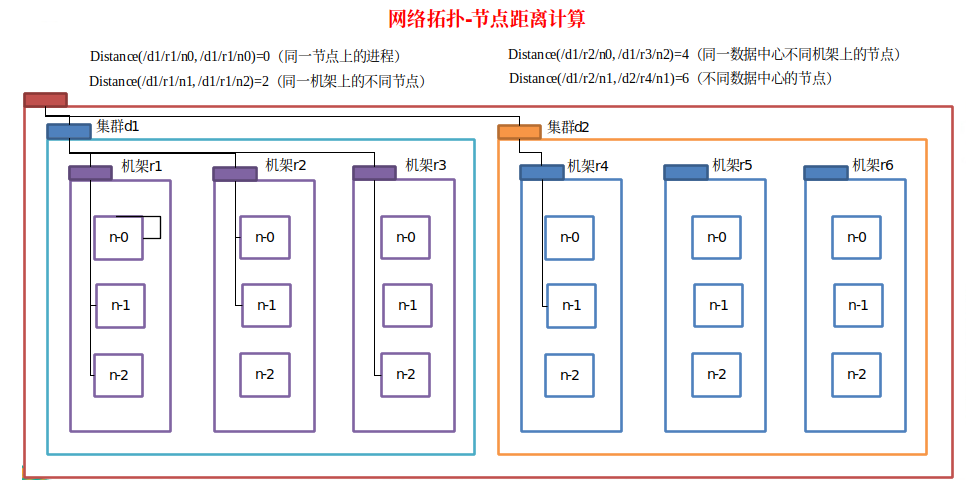 网络拓扑-节点距离计算
Distance(/d1/r1/n0, /d1/r1/n0)=0（同一节点上的进程）
Distance(/d1/r2/n0, /d1/r3/n2)=4（同一数据中心不同机架上的节点）
Distance(/d1/r1/n1, /d1/r1/n2)=2（同一机架上的不同节点）
Distance(/d1/r2/n1, /d2/r4/n1)=6（不同数据中心的节点）
集群d1
集群d2
机架r1
机架r2
机架r3
机架r4
机架r5
机架r6
n-0
n-0
n-0
n-0
n-0
n-0
n-1
n-1
n-1
n-1
n-1
n-1
n-2
n-2
n-2
n-2
n-2
n-2